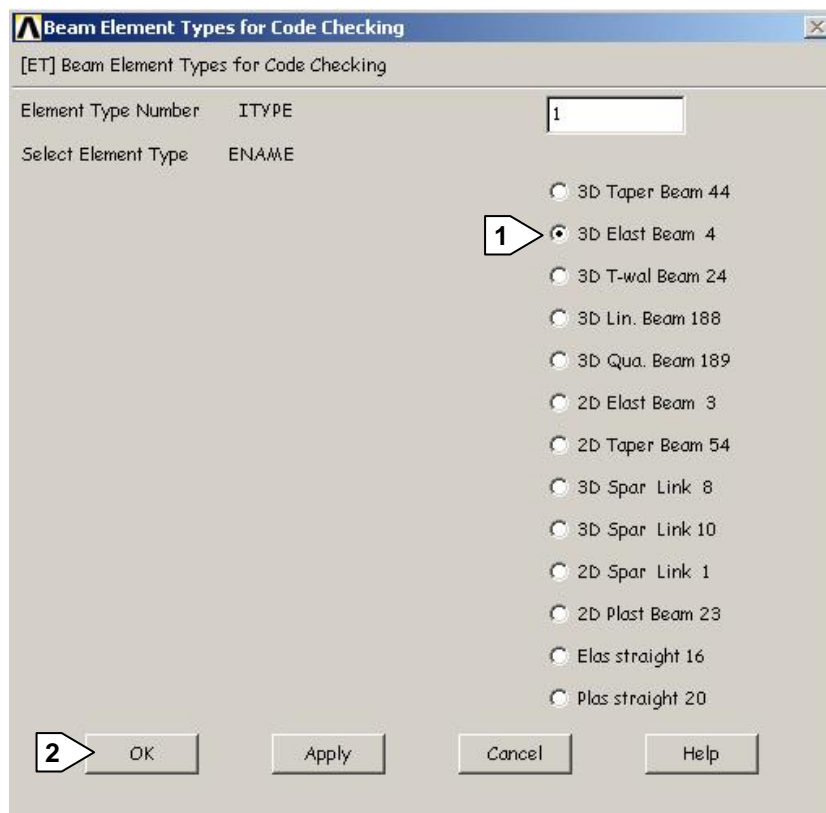 Beam Element Types for Code Checking
[ET] Beam Element Types for Code Checking
Element Type Number ITYPE 1
Select Element Type ENAME
3D Taper Beam 44
1 3D Elast Beam 4
3D T-wal Beam 24
3D Lin. Beam 188
3D Qua. Beam 189
2D Elast Beam 3
2D Taper Beam 54
3D Spar Link 8
3D Spar Link 10
2D Spar Link 1
2D Plast Beam 23
Elas straight 16
Plas straight 20
2 OK Apply Cancel Help